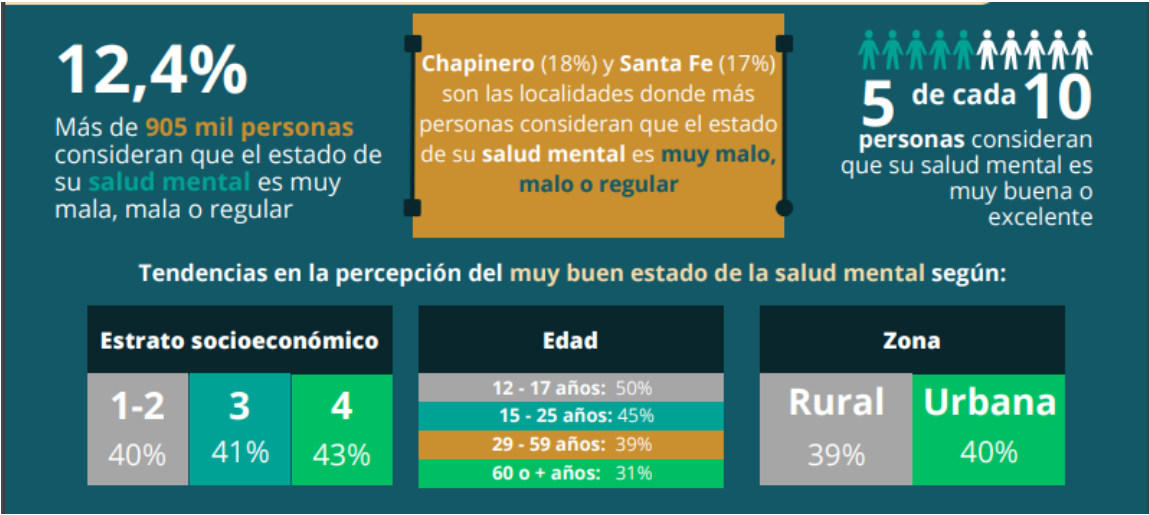 12,4%
Más de 905 mil personas
consideran que el estado de
su salud mental es muy
mala, mala o regular
Chapinero (18%) y Santa Fe (17%)
son las localidades donde más
personas consideran que el estado
de su salud mental es muy malo,
malo o regular
5 de cada 10
personas consideran
que su salud mental es
muy buena o
excelente
Tendencias en la percepción del muy buen estado de la salud mental según:
Estrato socioeconómico
1-2 3 4
40% 41% 43%
Edad
12 - 17 años: 50%
15 - 25 años: 45%
29 - 59 años: 39%
60 o + años: 31%
Zona
Rural Urbana
39% 40%